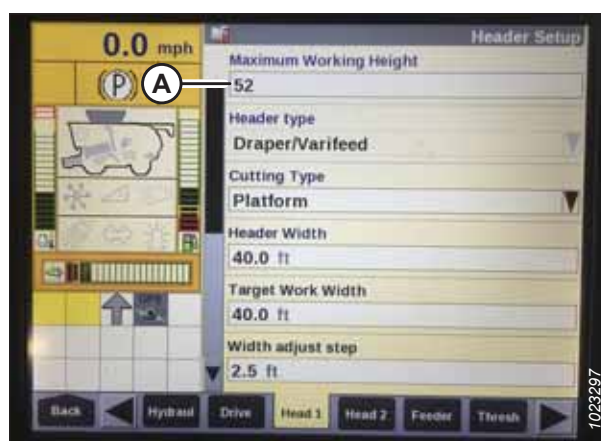 0.0 mph
Header Setup
Maximum Working Height
(P)
A
52
Header type
Draper/Varifeed
Cutting Type
Platform
Header Width
40.0 ft
Target Work Width
40.0 ft
Width adjust step
2.5 ft
Back
Hydraul
Drive
Head 1
Head 2
Feeder
Thresh
1023297